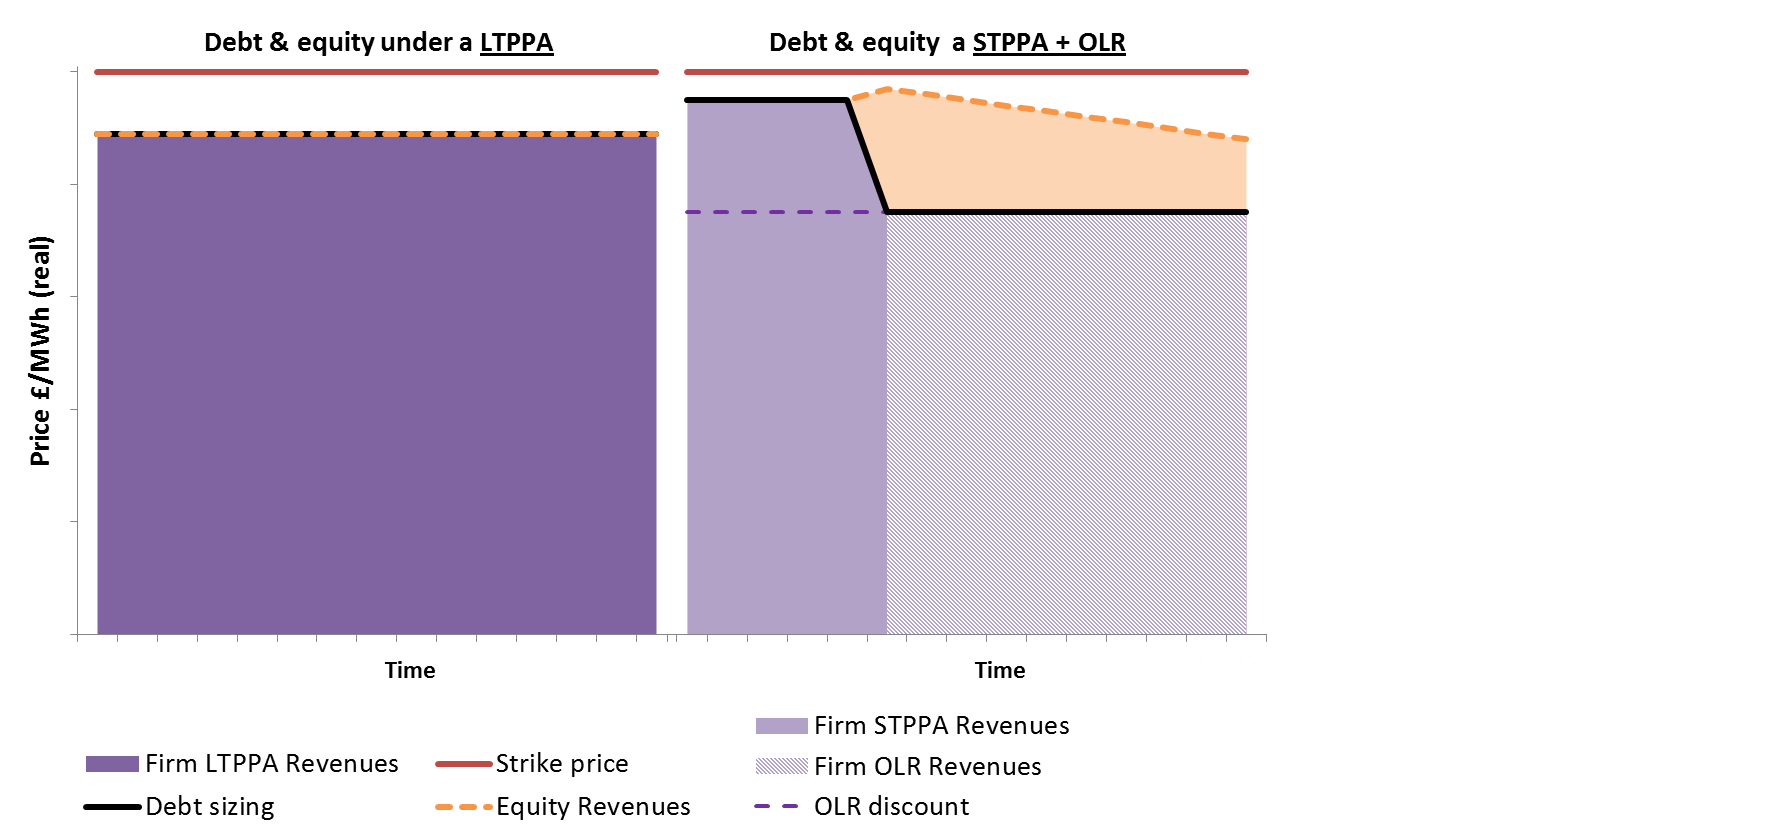 Debt & equity under a LTPPA
Debt & equity  a STPPA + OLR
Price £/MWh (real)
Time
Time
Firm STPPA Revenues
Firm LTPPA Revenues
Strike price
Firm OLR Revenues
Debt sizing
Equity Revenues
OLR discount